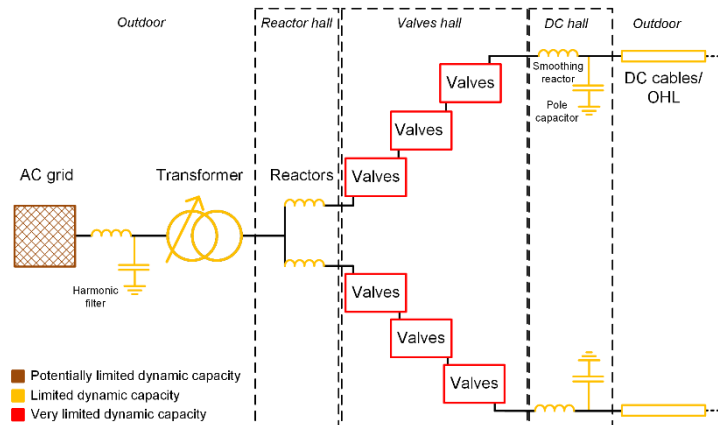 Outdoor
Reactor hall
Valves hall
DC hall
Outdoor
Valves
Smoothing
reactor
DC cables/
OHL
Pole
capacitor
Valves
AC grid
Transformer
Reactors
Valves
Harmonic
filter
Valves
Valves
Valves
Potentially limited dynamic capacity
Limited dynamic capacity
Very limited dynamic capacity